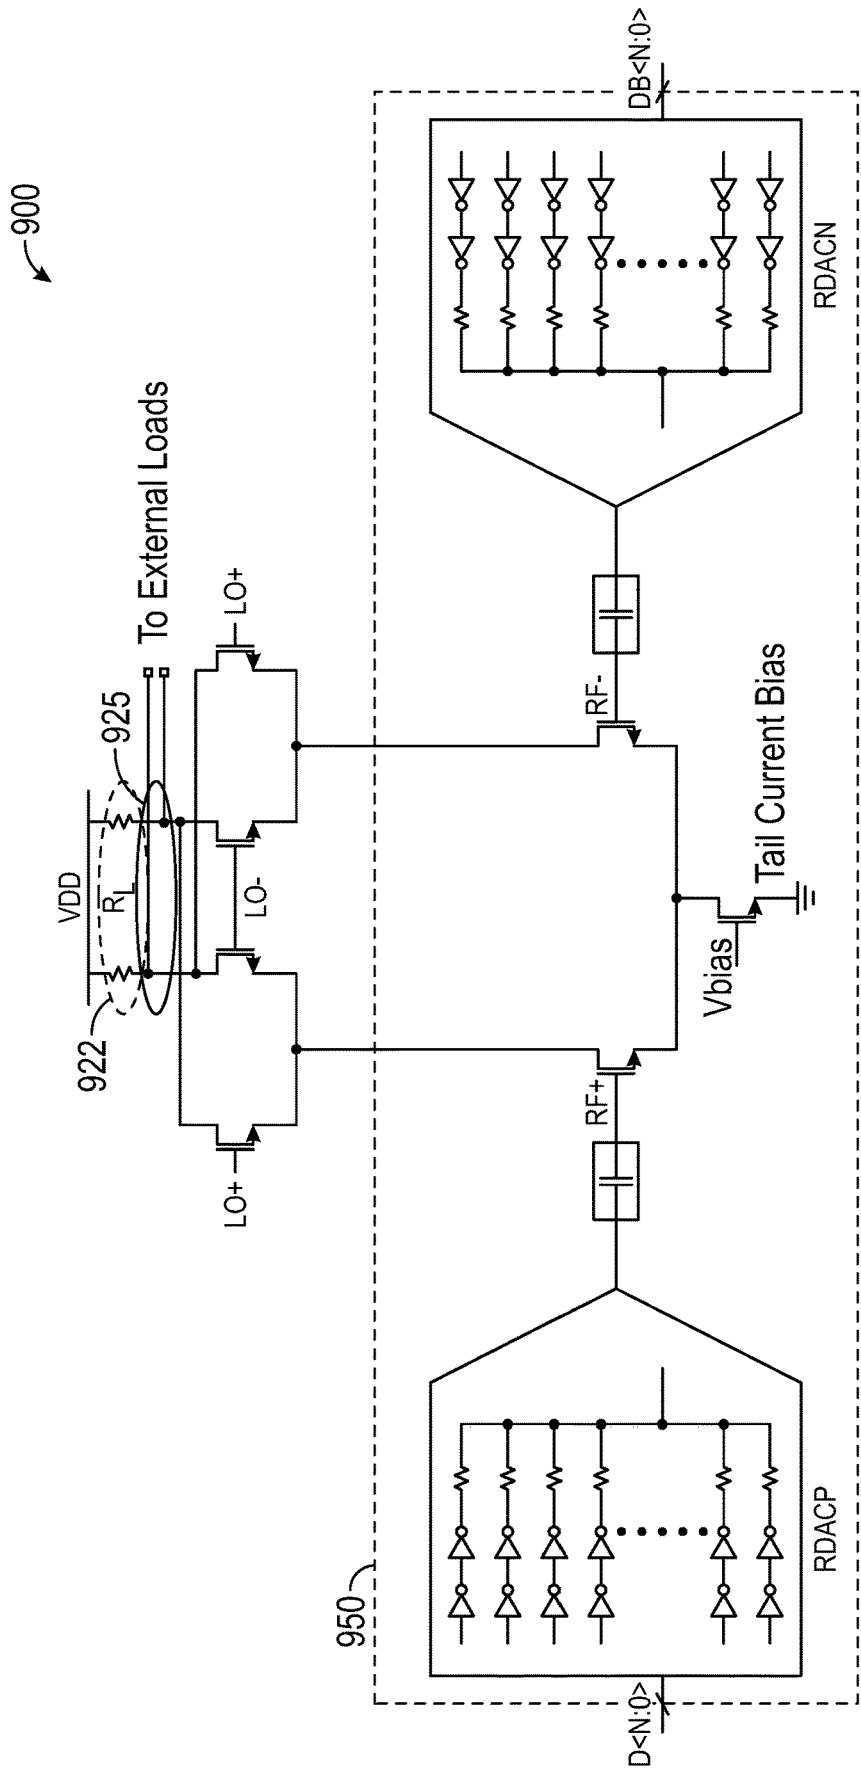 900
VDD
R_L
922
925
To External Loads
LO+
LO-
LO+
950
D<N:0>
RDACP
RF+
RF-
Vbias
Tail Current Bias
RDACN
DB<N:0>